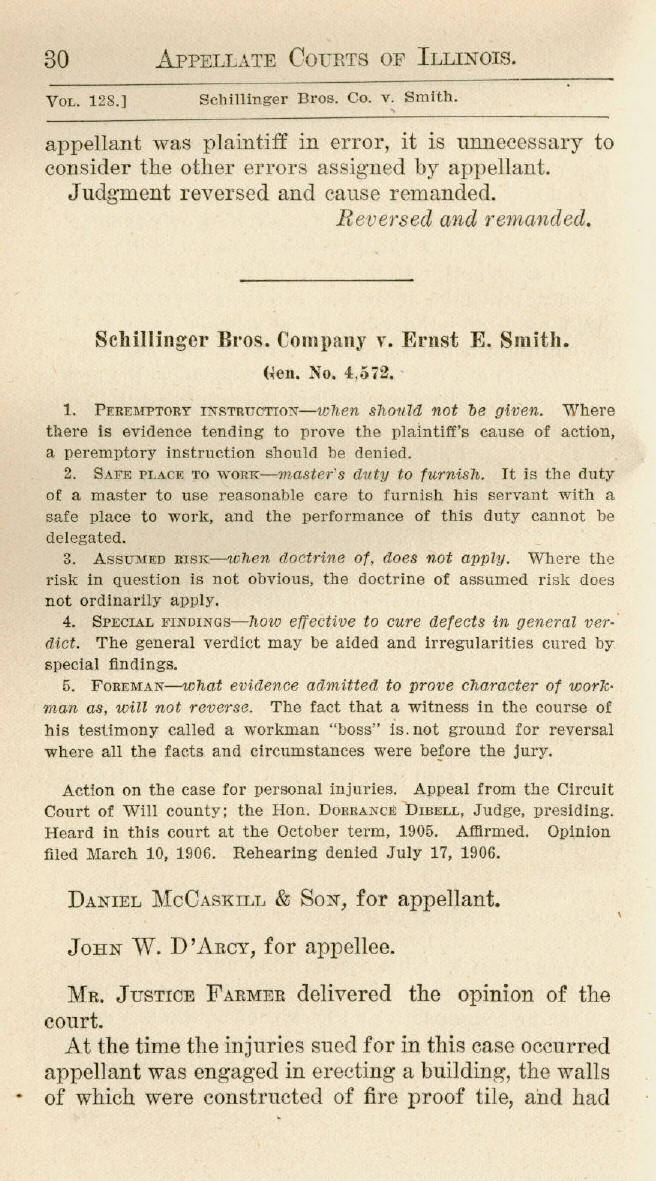 30 APPELLATE COURTS OF ILLINOIS.
VOL. 128.] Schillinger Bros. Co. v. Smith.
appellant was plaintiff in error, it is unnecessary to
consider the other errors assigned by appellant.
Judgment reversed and cause remanded.
Reversed and remanded.
Schillinger Bros. Company v. Ernst E. Smith.
Gen. No. 4,572.
1. PEREMPTORY INSTRUCTION—when should not be given. Where
there is evidence tending to prove the plaintiff's cause of action,
a peremptory instruction should be denied.
2. SAFE PLACE TO WORK—master's duty to furnish. It is the duty
of a master to use reasonable care to furnish his servant with a
safe place to work, and the performance of this duty cannot be
delegated.
3. ASSUMED RISK—when doctrine of, does not apply. Where the
risk in question is not obvious, the doctrine of assumed risk does
not ordinarily apply.
4. SPECIAL FINDINGS—how effective to cure defects in general ver-
dict. The general verdict may be aided and irregularities cured by
special findings.
5. FOREMAN—what evidence admitted to prove character of work-
man as, will not reverse. The fact that a witness in the course of
his testimony called a workman "boss" is not ground for reversal
where all the facts and circumstances were before the jury.
Action on the case for personal injuries. Appeal from the Circuit
Court of Will county; the Hon. DORRANCE DIBELL, Judge, presiding.
Heard in this court at the October term, 1905. Affirmed. Opinion
filed March 10, 1906. Rehearing denied July 17, 1906.
DANIEL MCCASKILL & SON, for appellant.
JOHN W. D'ARCY, for appellee.
MR. JUSTICE FARMER delivered the opinion of the
court.
At the time the injuries sued for in this case occurred
appellant was engaged in erecting a building, the walls
of which were constructed of fire proof tile, and had